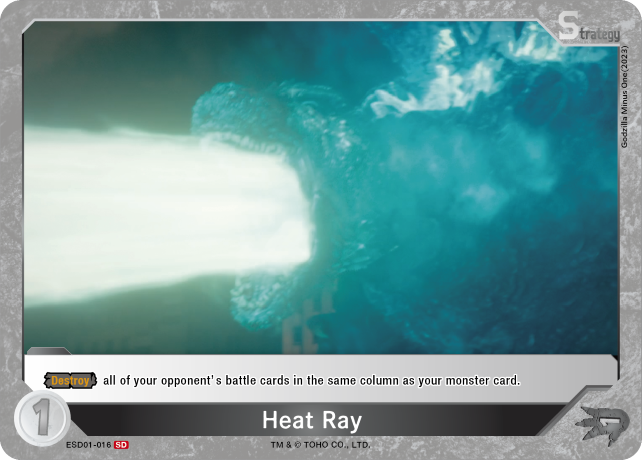 Strategy
Godzilla Minus One(2023)
Destroy all of your opponent's battle cards in the same column as your monster card.
1 Heat Ray
ESD01-016 SD TM & © TOHO CO., LTD.